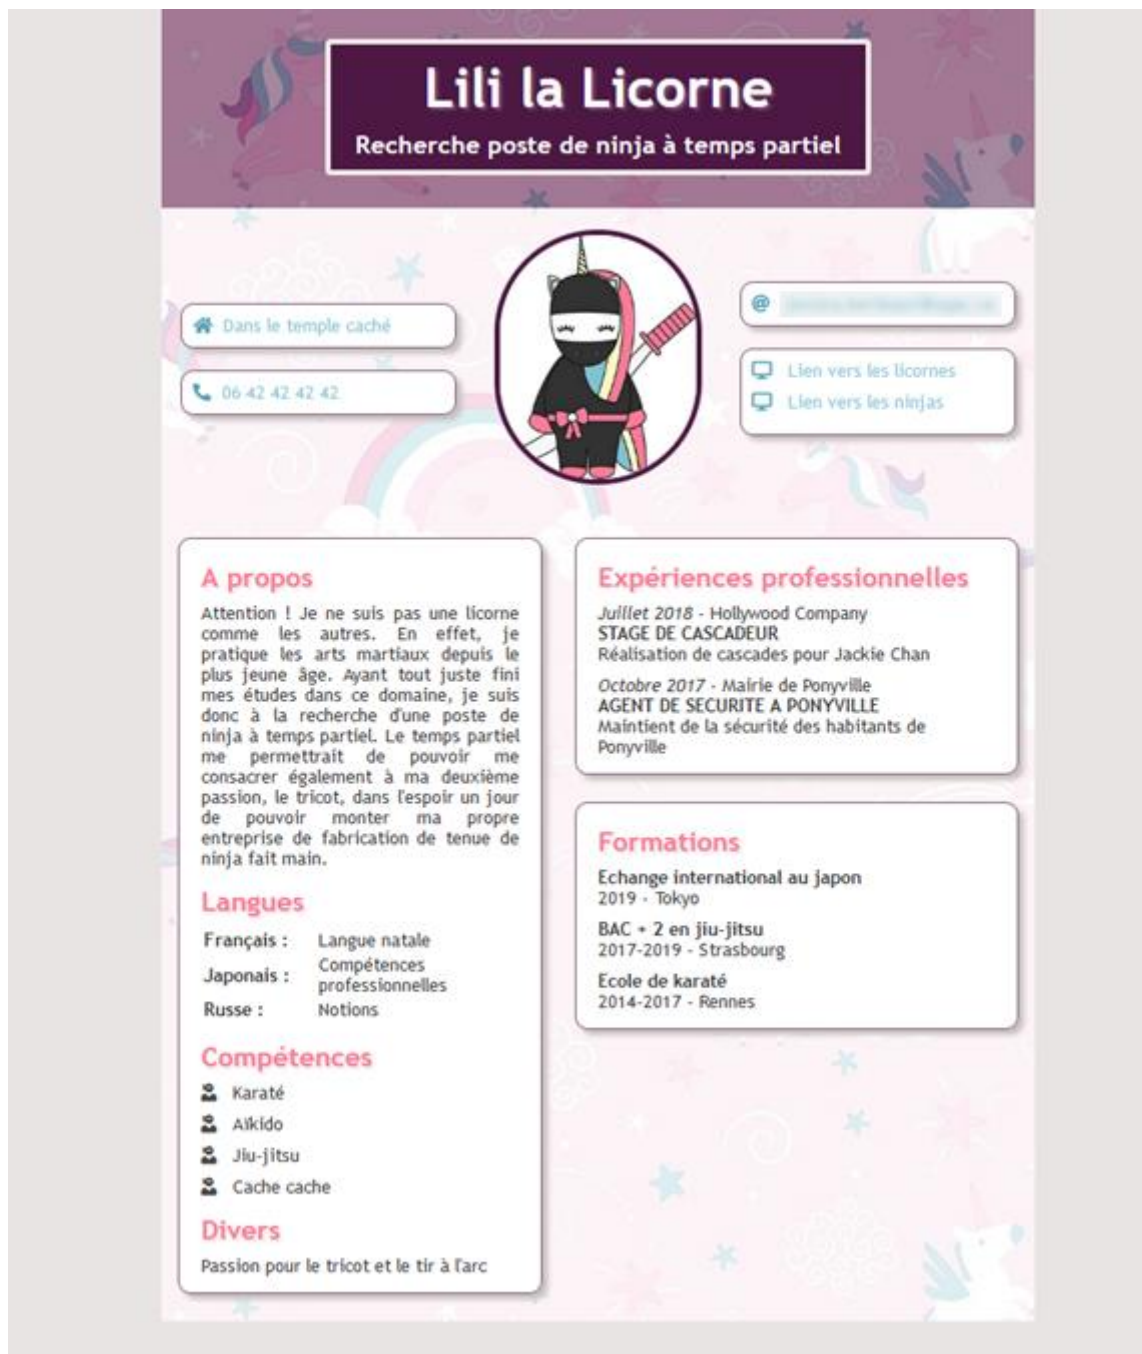 Lili la Licorne
Recherche poste de ninja à temps partiel
Dans le temple caché
06 42 42 42 42
@
Lien vers les licornes
Lien vers les ninjas
A propos
Attention ! Je ne suis pas une licorne
comme les autres. En effet, je
pratique les arts martiaux depuis le
plus jeune âge. Ayant tout juste fini
mes études dans ce domaine, je suis
donc à la recherche d'une poste de
ninja à temps partiel. Le temps partiel
me permettrait de pouvoir me
consacrer également à ma deuxième
passion, le tricot, dans l'espoir un jour
de pouvoir monter ma propre
entreprise de fabrication de tenue de
ninja fait main.
Langues
Français : Langue natale
Japonais : Compétences
professionnelles
Russe : Notions
Compétences
Karaté
Aïkido
Jiu-jitsu
Cache cache
Divers
Passion pour le tricot et le tir à l'arc
Expériences professionnelles
Juillet 2018 - Hollywood Company
STAGE DE CASCADEUR
Réalisation de cascades pour Jackie Chan
Octobre 2017 - Mairie de Ponyville
AGENT DE SECURITE A PONYVILLE
Maintient de la sécurité des habitants de
Ponyville
Formations
Echange international au japon
2019 - Tokyo
BAC + 2 en jiu-jitsu
2017-2019 - Strasbourg
Ecole de karaté
2014-2017 - Rennes